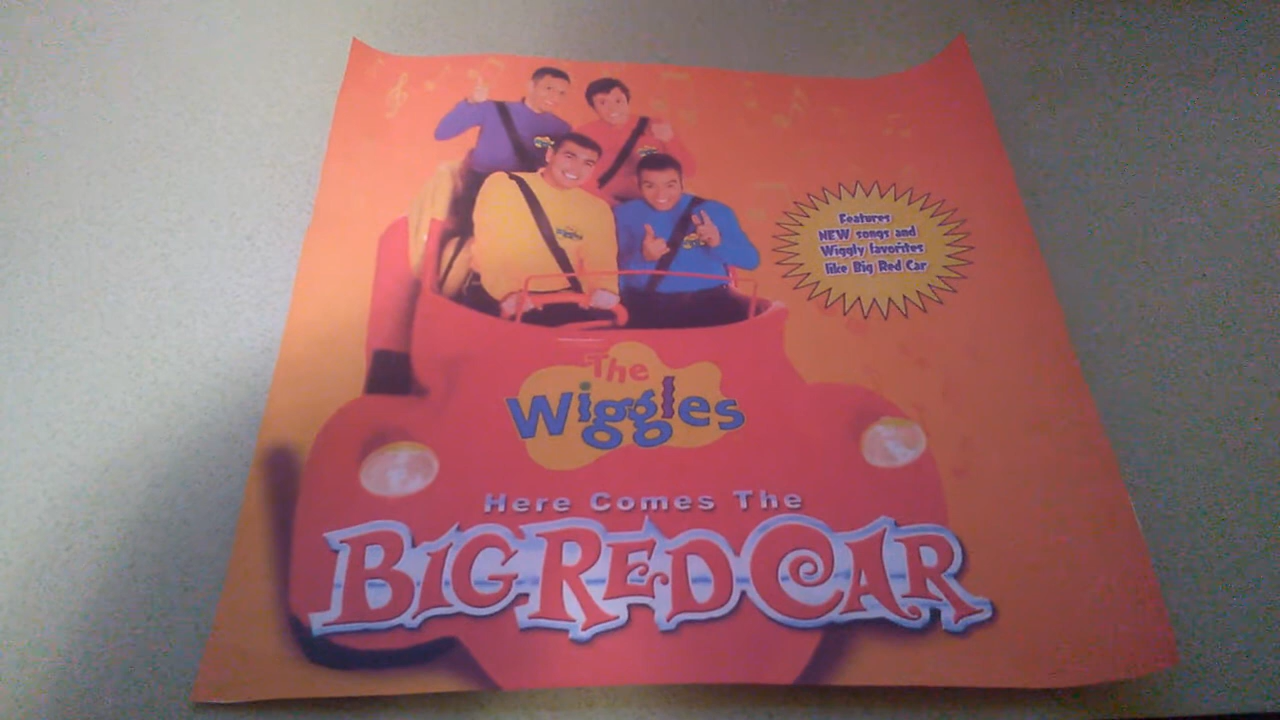 Features
NEW songs and
Wiggly favorites
like Big Red Car
The
Wiggles
Here Comes The
BIG RED CAR